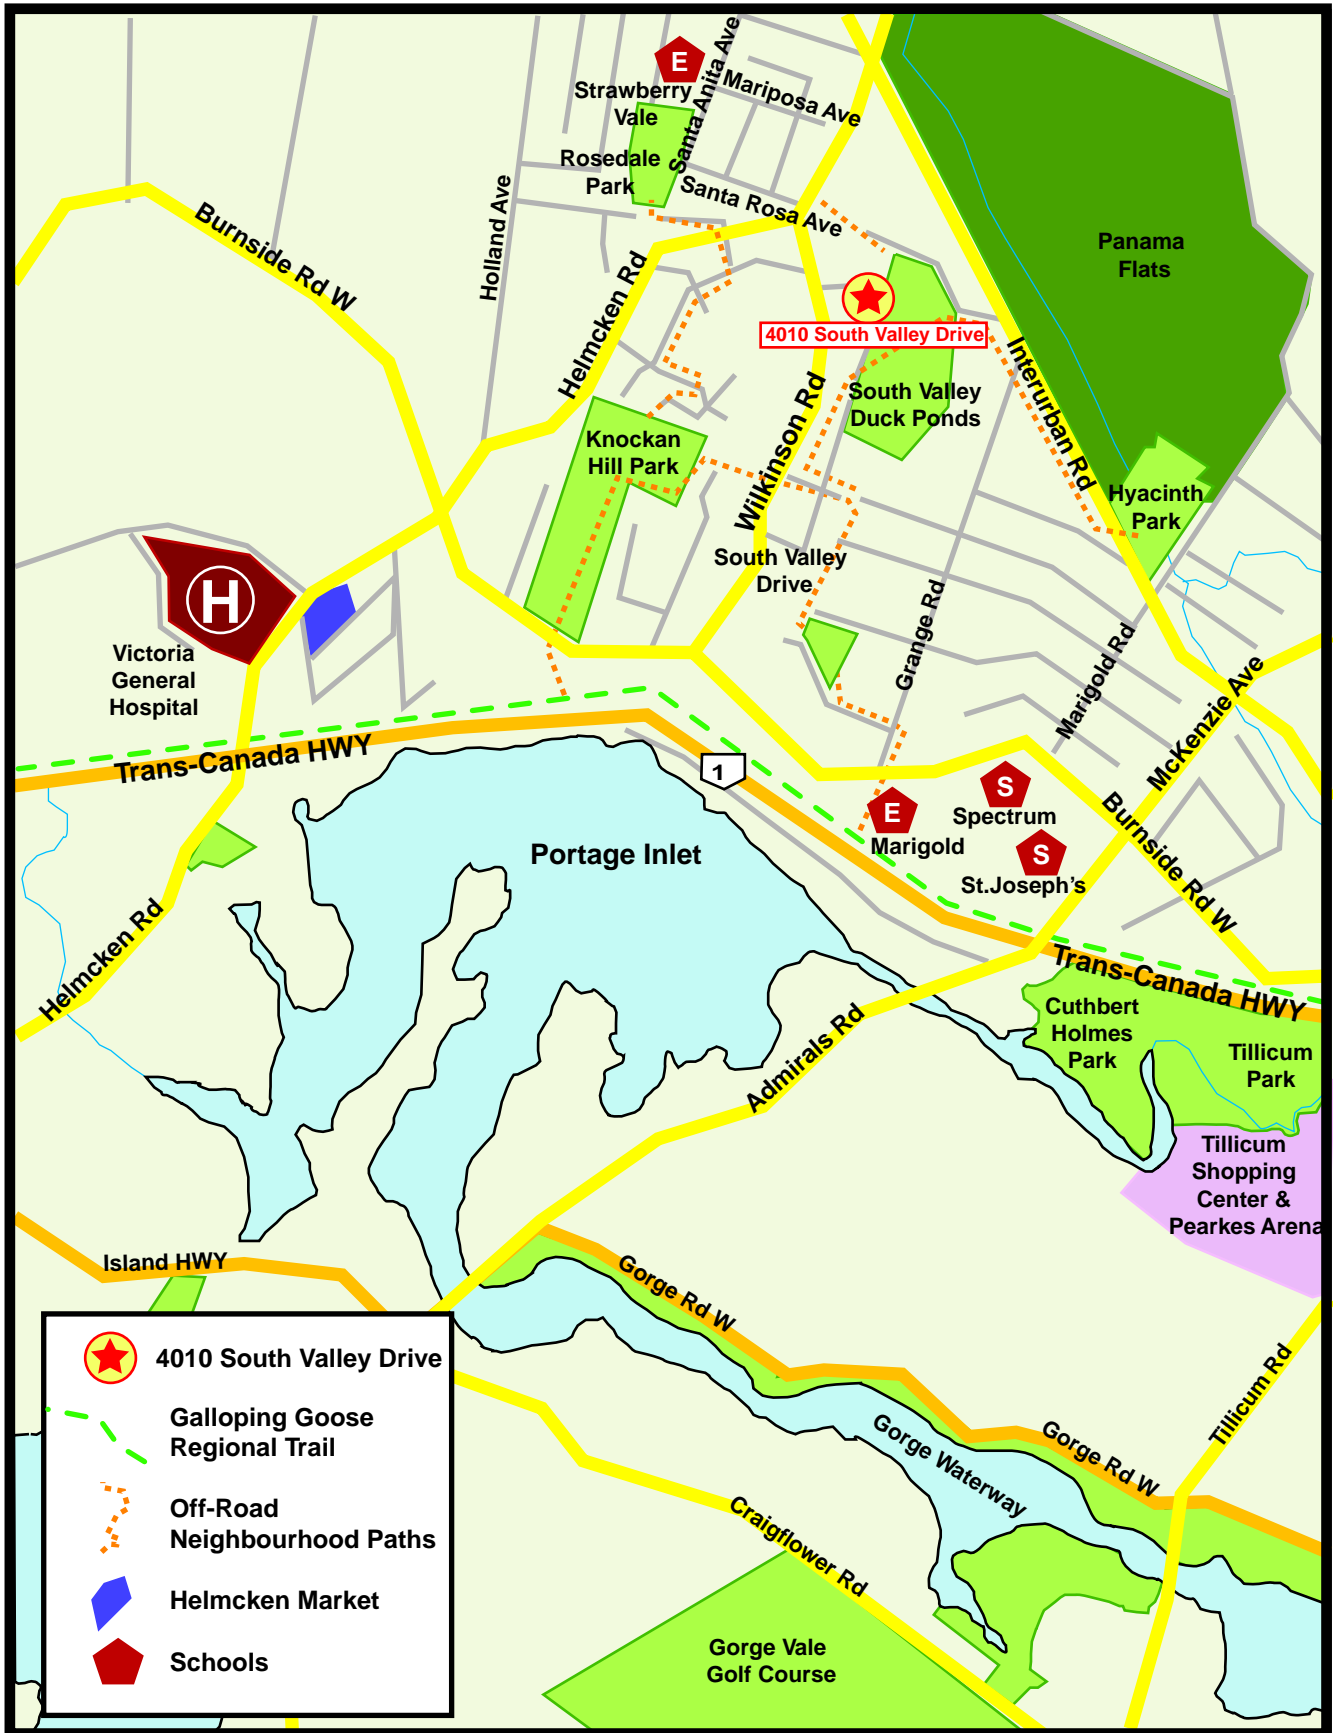 E
Strawberry
Vale
Santa Anita Ave
Mariposa Ave
Rosedale
Park
Santa Rosa Ave
Holland Ave
Burnside Rd W
Helmcken Rd
Panama
Flats
4010 South Valley Drive
Interurban Rd
South Valley
Duck Ponds
Wilkinson Rd
Knockan
Hill Park
Hyacinth
Park
South Valley
Drive
Grange Rd
Marigold Rd
McKenzie Ave
H
Victoria
General
Hospital
Trans-Canada HWY
1
S
Spectrum
E
Marigold
S
St.Joseph's
Burnside Rd W
Portage Inlet
Helmcken Rd
Trans-Canada HWY
Admirals Rd
Cuthbert
Holmes
Park
Tillicum
Park
Tillicum
Shopping
Center &
Pearkes Arena
Island HWY
Gorge Rd W
Gorge Rd W
Tillicum Rd
Gorge Waterway
Craigflower Rd
Gorge Vale
Golf Course
4010 South Valley Drive
Galloping Goose
Regional Trail
Off-Road
Neighbourhood Paths
Helmcken Market
Schools